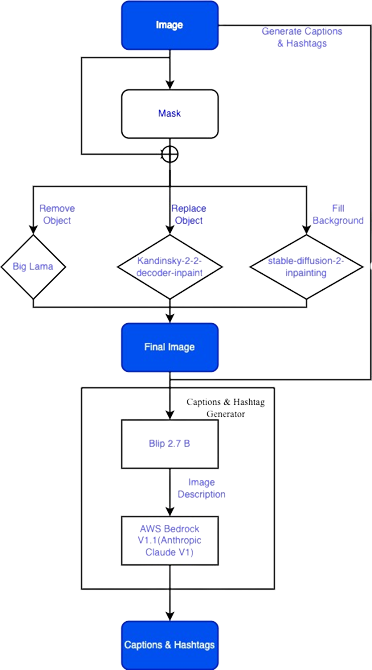 Image
Generate Captions
& Hashtags
Mask
Remove
Object
Replace
Object
Fill
Background
Big Lama
Kandinsky-2-2-
decoder-inpaint
stable-diffusion-2-
inpainting
Final Image
Captions & Hashtag
Generator
Blip 2.7 B
Image
Description
AWS Bedrock
V1.1(Anthropic
Claude V1)
Captions & Hashtags